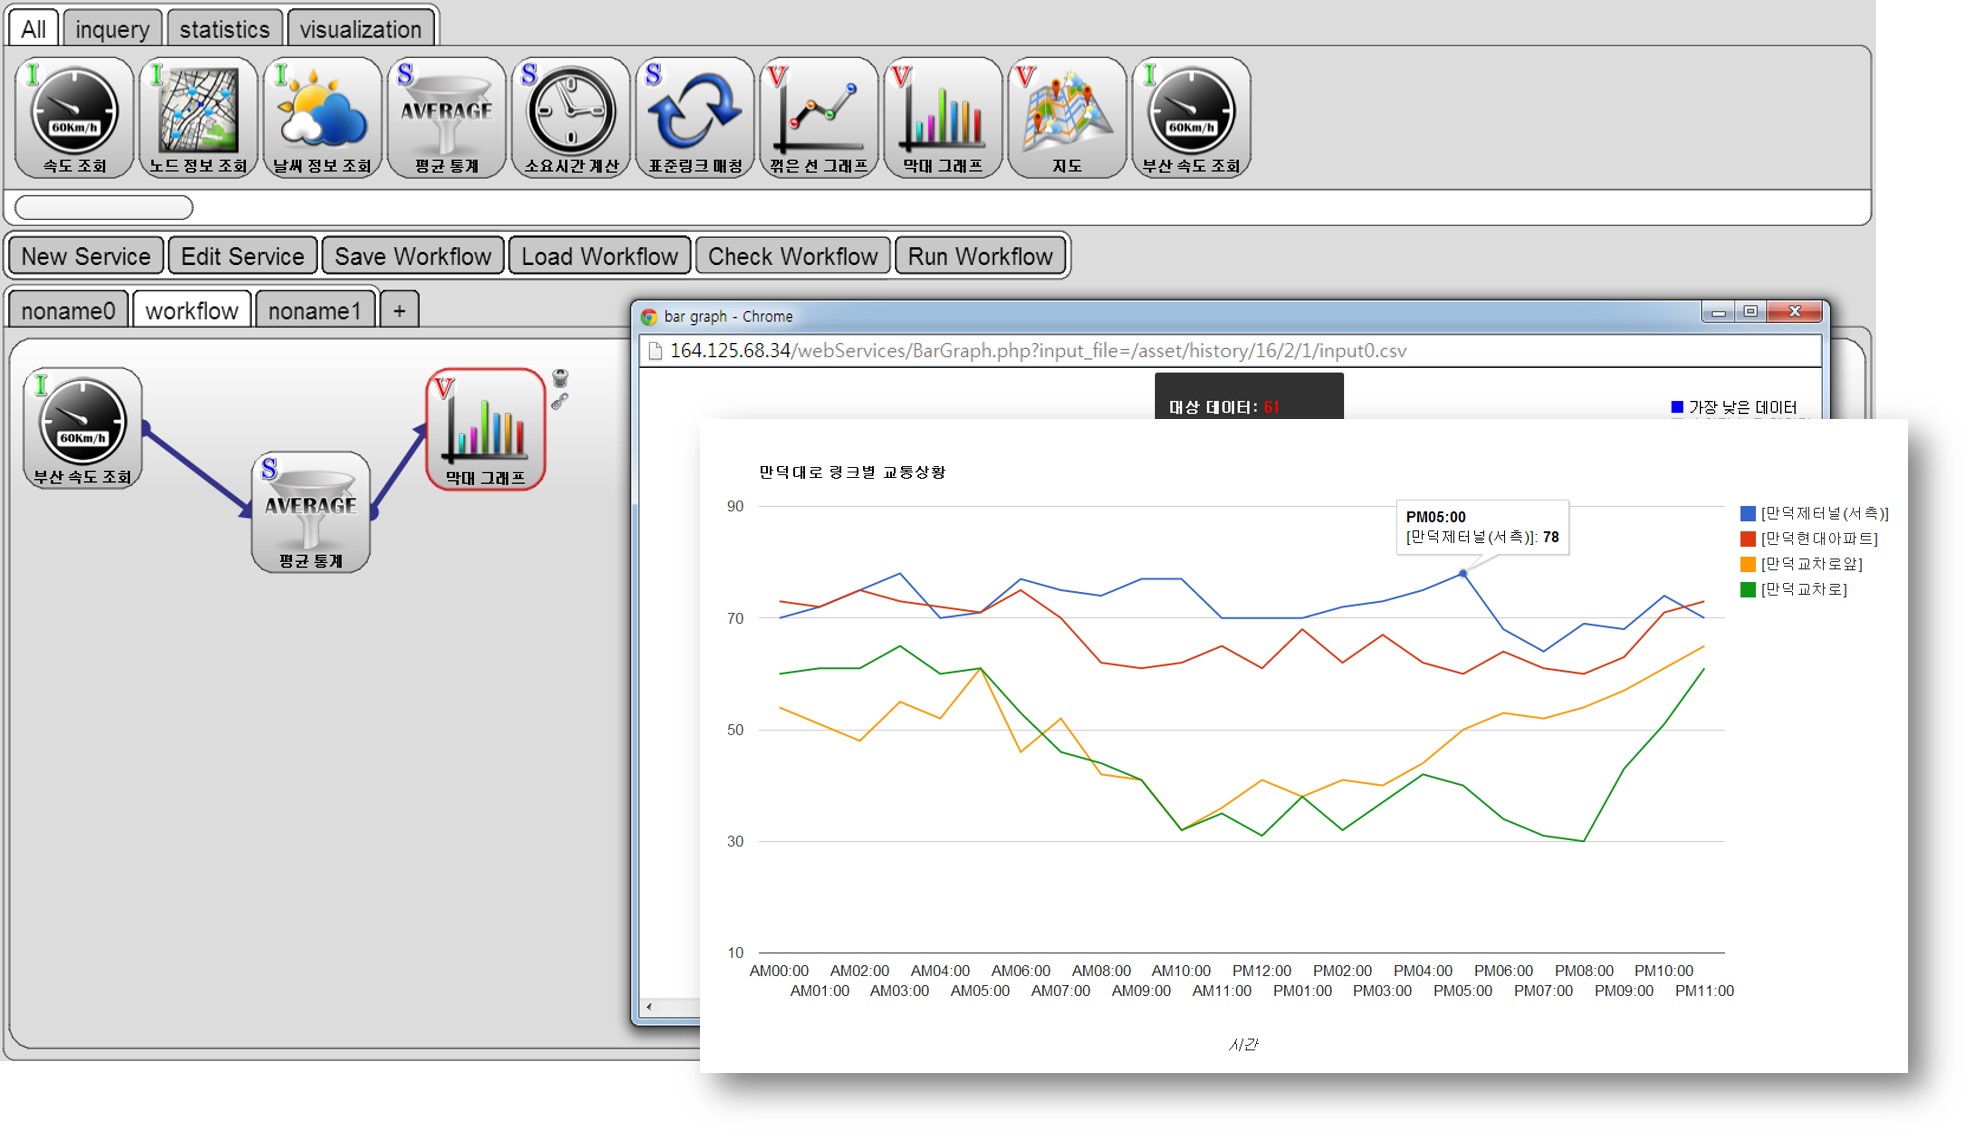 All inquery statistics visualization
I I I S S S V V V I
60Km/h AVERAGE 60Km/h
속도 조회 노드 정보 조회 날씨 정보 조회 평균 통계 소요시간 계산 표준링크 매칭 꺾은 선 그래프 막대 그래프 지도 부산 속도 조회
New Service Edit Service Save Workflow Load Workflow Check Workflow Run Workflow
noname0 workflow noname1 +
I
60Km/h
부산 속도 조회
S
AVERAGE
평균 통계
V
막대 그래프
bar graph - Chrome
164.125.68.34/webServices/BarGraph.php?input_file=/asset/history/16/2/1/input0.csv
대상 데이터: 61
가장 낮은 데이터
만덕대로 링크별 교통상황
90
70
50
30
10
PM05:00
[만덕제터널(서측)]: 78
[만덕제터널(서측)]
[만덕현대아파트]
[만덕교차로앞]
[만덕교차로]
AM00:00 AM02:00 AM04:00 AM06:00 AM08:00 AM10:00 PM12:00 PM02:00 PM04:00 PM06:00 PM08:00 PM10:00
AM01:00 AM03:00 AM05:00 AM07:00 AM09:00 AM11:00 PM01:00 PM03:00 PM05:00 PM07:00 PM09:00 PM11:00
시간